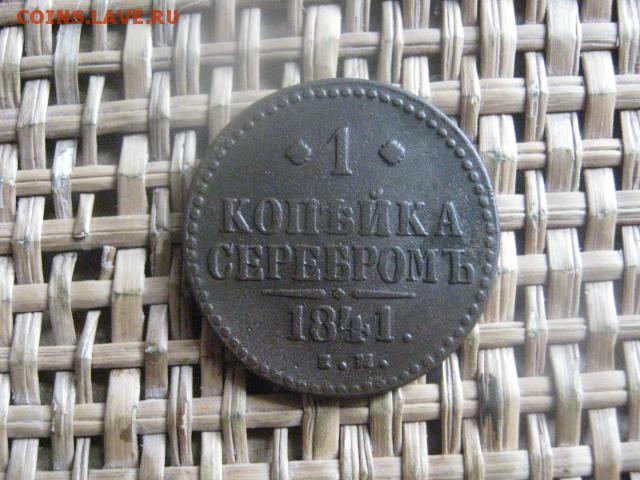 COINS.LAVE.RU
1
КОПѢЙКА
СЕРЕБРОМЪ
1841.
Е.М.